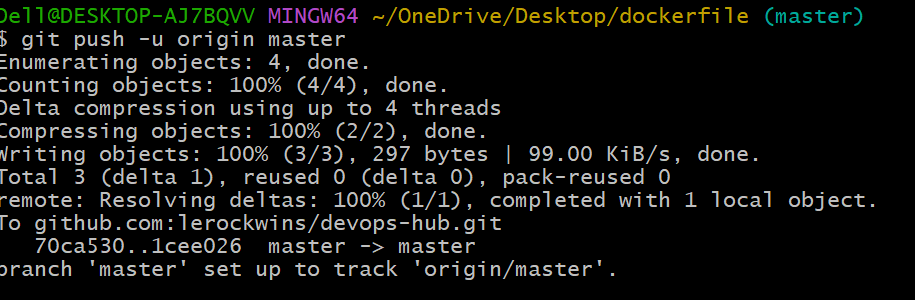 Dell@DESKTOP-AJ7BQVV MINGW64 ~/OneDrive/Desktop/dockerfile (master)
$ git push -u origin master
Enumerating objects: 4, done.
Counting objects: 100% (4/4), done.
Delta compression using up to 4 threads
Compressing objects: 100% (2/2), done.
Writing objects: 100% (3/3), 297 bytes | 99.00 KiB/s, done.
Total 3 (delta 1), reused 0 (delta 0), pack-reused 0
remote: Resolving deltas: 100% (1/1), completed with 1 local object.
To github.com:lerockwins/devops-hub.git
   70ca530..1cee026  master -> master
branch 'master' set up to track 'origin/master'.